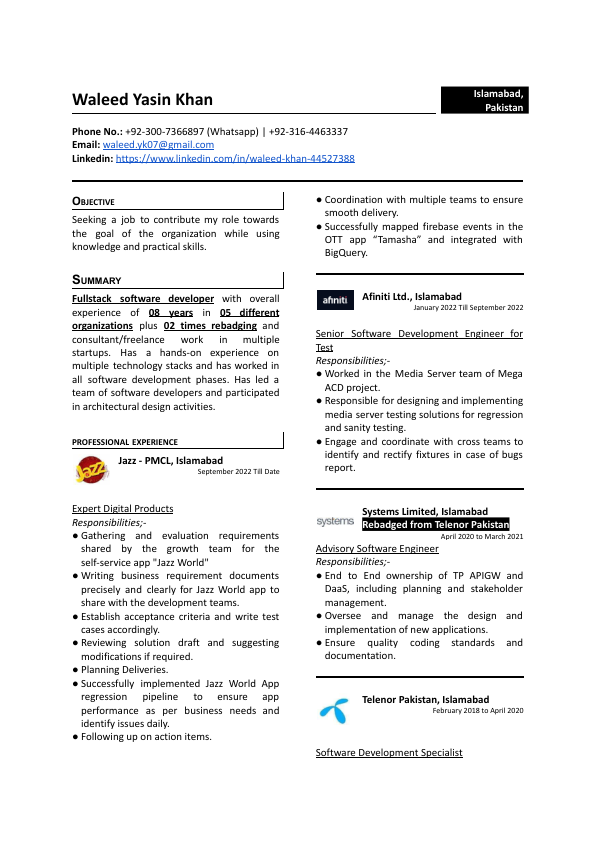 Waleed Yasin Khan
Islamabad,
Pakistan
Phone No.: +92-300-7366897 (Whatsapp) | +92-316-4463337
Email: waleed.yk07@gmail.com
Linkedin: https://www.linkedin.com/in/waleed-khan-44527388
OBJECTIVE
Seeking a job to contribute my role towards
the goal of the organization while using
knowledge and practical skills.
SUMMARY
Fullstack software developer with overall
experience of 08 years in 05 different
organizations plus 02 times rebadging and
consultant/freelance work in multiple
startups. Has a hands-on experience on
multiple technology stacks and has worked in
all software development phases. Has led a
team of software developers and participated
in architectural design activities.
PROFESSIONAL EXPERIENCE
Jazz
Jazz - PMCL, Islamabad
September 2022 Till Date
Expert Digital Products
Responsibilities;-
● Gathering and evaluation requirements
shared by the growth team for the
self-service app "Jazz World"
● Writing business requirement documents
precisely and clearly for Jazz World app to
share with the development teams.
● Establish acceptance criteria and write test
cases accordingly.
● Reviewing solution draft and suggesting
modifications if required.
● Planning Deliveries.
● Successfully implemented Jazz World App
regression pipeline to ensure app
performance as per business needs and
identify issues daily.
● Following up on action items.
● Coordination with multiple teams to ensure
smooth delivery.
● Successfully mapped firebase events in the
OTT app “Tamasha” and integrated with
BigQuery.
afiniti
Afiniti Ltd., Islamabad
January 2022 Till September 2022
Senior Software Development Engineer for
Test
Responsibilities;-
● Worked in the Media Server team of Mega
ACD project.
● Responsible for designing and implementing
media server testing solutions for regression
and sanity testing.
● Engage and coordinate with cross teams to
identify and rectify fixtures in case of bugs
report.
systems
Systems Limited, Islamabad
Rebadged from Telenor Pakistan
April 2020 to March 2021
Advisory Software Engineer
Responsibilities;-
● End to End ownership of TP APIGW and
DaaS, including planning and stakeholder
management.
● Oversee and manage the design and
implementation of new applications.
● Ensure quality coding standards and
documentation.
Telenor Pakistan, Islamabad
February 2018 to April 2020
Software Development Specialist